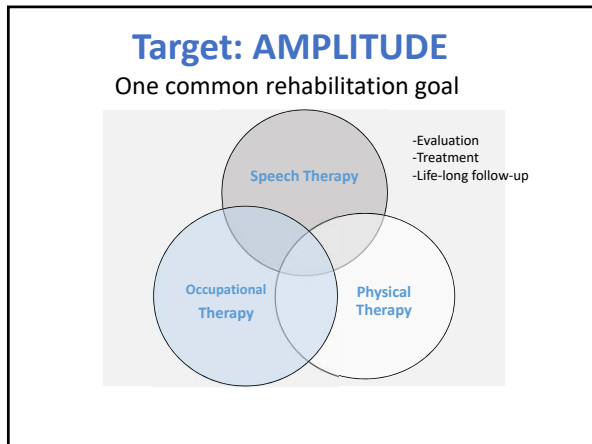 Target: AMPLITUDE
One common rehabilitation goal
-Evaluation
-Treatment
-Life-long follow-up
Speech Therapy
Occupational
Therapy
Physical
Therapy